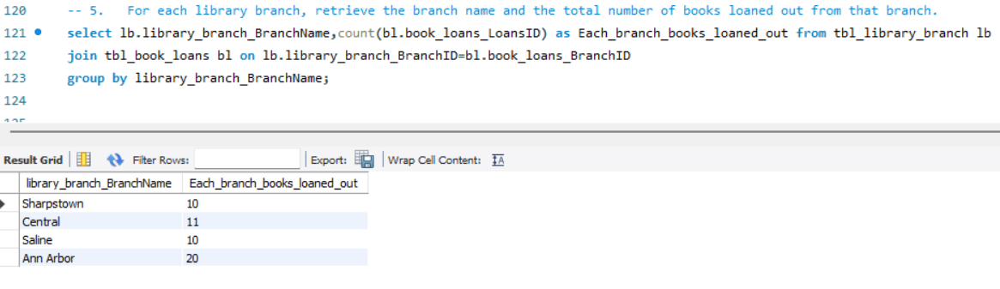 120 -- 5. For each library branch, retrieve the branch name and the total number of books loaned out from that branch.
121 select lb.library_branch_BranchName,count(bl.book_loans_LoansID) as Each_branch_books_loaned_out from tbl_library_branch lb
122 join tbl_book_loans bl on lb.library_branch_BranchID=bl.book_loans_BranchID
123 group by library_branch_BranchName;
124
Result Grid Filter Rows: Export: Wrap Cell Content:
library_branch_BranchName Each_branch_books_loaned_out
Sharpstown 10
Central 11
Saline 10
Ann Arbor 20